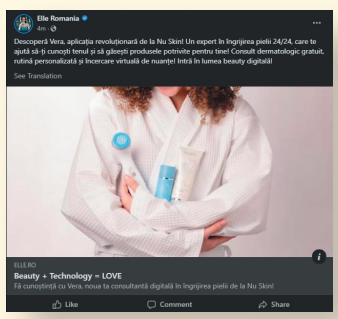 Elle Romania
4m
Descoperă Vera, aplicația revoluționară de la Nu Skin! Un expert în îngrijirea pielii 24/24, care te
ajută să-ți cunoști tenul și să găsești produsele potrivite pentru tine! Consult dermatologic gratuit,
rutină personalizată și încercare virtuală de nuanțe! Intră în lumea beauty digitală!
See Translation
ELLE.RO
Beauty + Technology = LOVE
Fă cunoștință cu Vera, noua ta consultantă digitală în îngrijirea pielii de la Nu Skin!
Like
Comment
Share